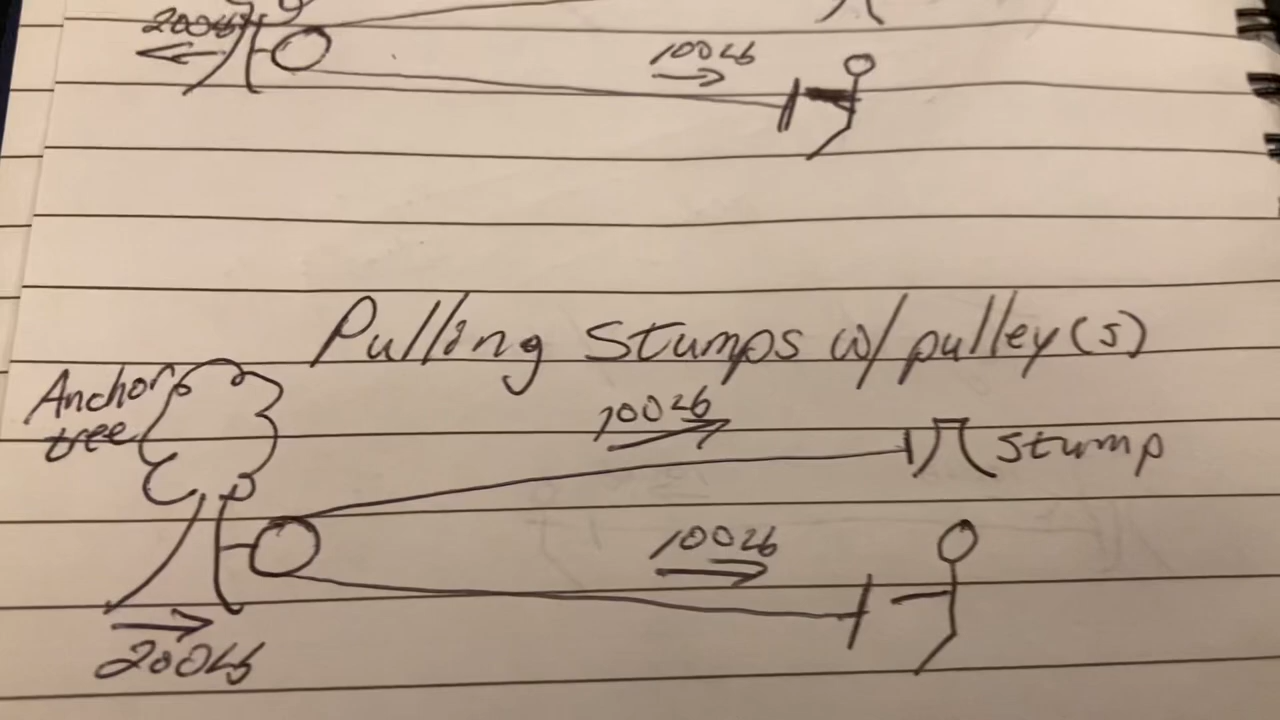 200lb
100Lb
Pulling Stumps w/ pulley(s)
Anchor
tree
100Lb
stump
100Lb
200Lb